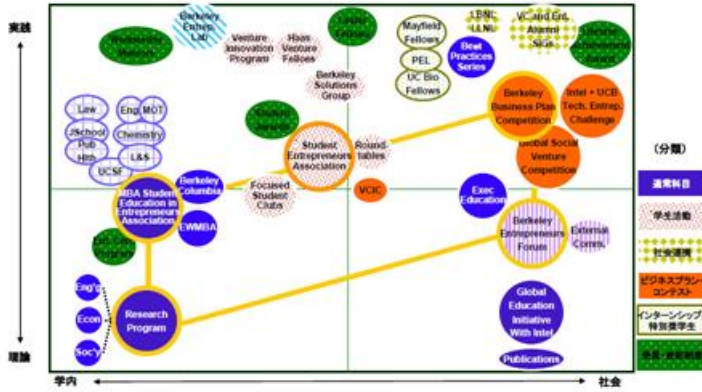 実践
理論
学内
社会
Berkeley
Entrep.
Lab
Venture
Innovation
Program
Haas
Venture
Felloes
Mayfield
Fellows
PEL
UC Bio
Fellows
LBNL
LLNL
Best
Practices
Series
VC and Ent.
Alumni
SIGs
Lifetime
Achievement
Award
Berkeley
Solutions
Group
Berkeley
Business Plan
Competition
Intel + UCB
Tech. Entrep.
Challenge
Global Social
Venture
Competition
Law
Eng
MOT
JSchool
Chemistry
Pub
Hlth
L&S
UCSF
Student
Entrepreneurs
Association
Round-
tables
MBA Student
Education in
Entrepreneurs
Association
Berkeley
Columbia
EWMBA
Focused
Student
Clubs
VCIC
Exec
Education
Berkeley
Entrepreneurs
Forum
External
Comm.
Eng'g
Econ
Soc'y
Research
Program
Global
Education
Initiative
With Intel
Publications
(分類)
通常科目
学生活動
社会連携
ビジネスプラン・
コンテスト
インターンシップ・
特別奨学生